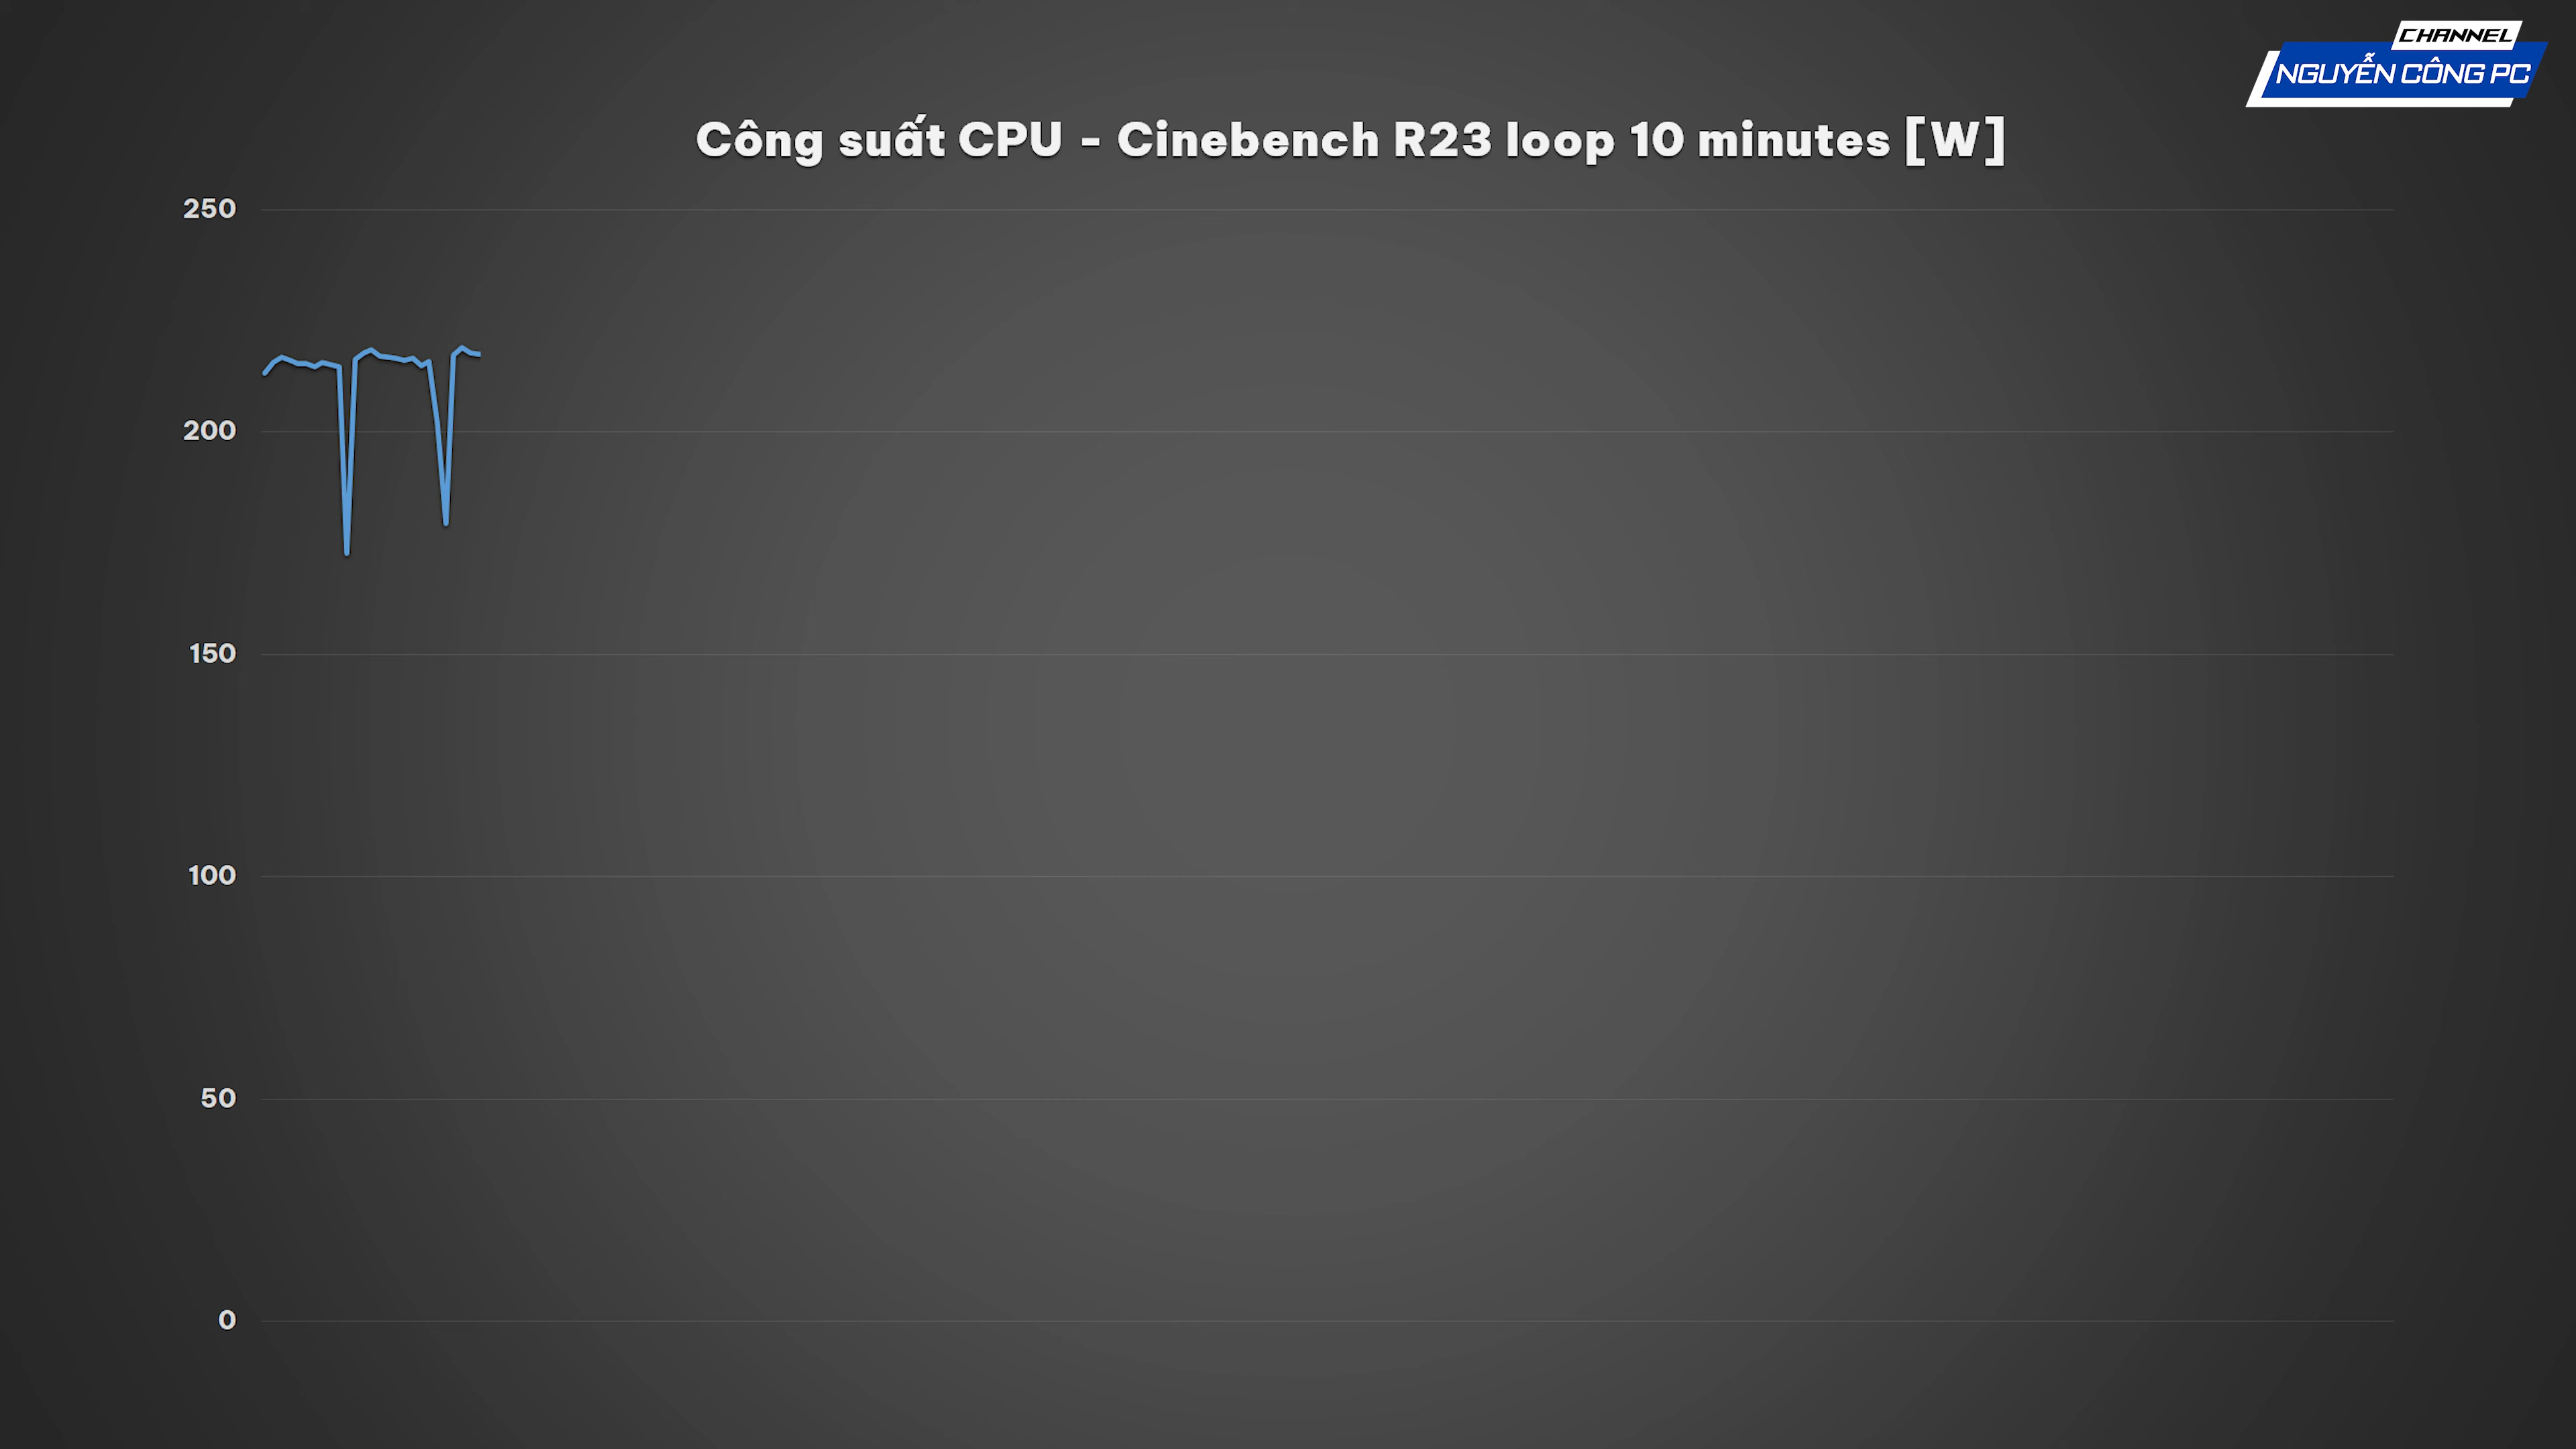 CHANNEL
NGUYỄN CÔNG PC
Công suất CPU - Cinebench R23 loop 10 minutes [W]
250
200
150
100
50
0